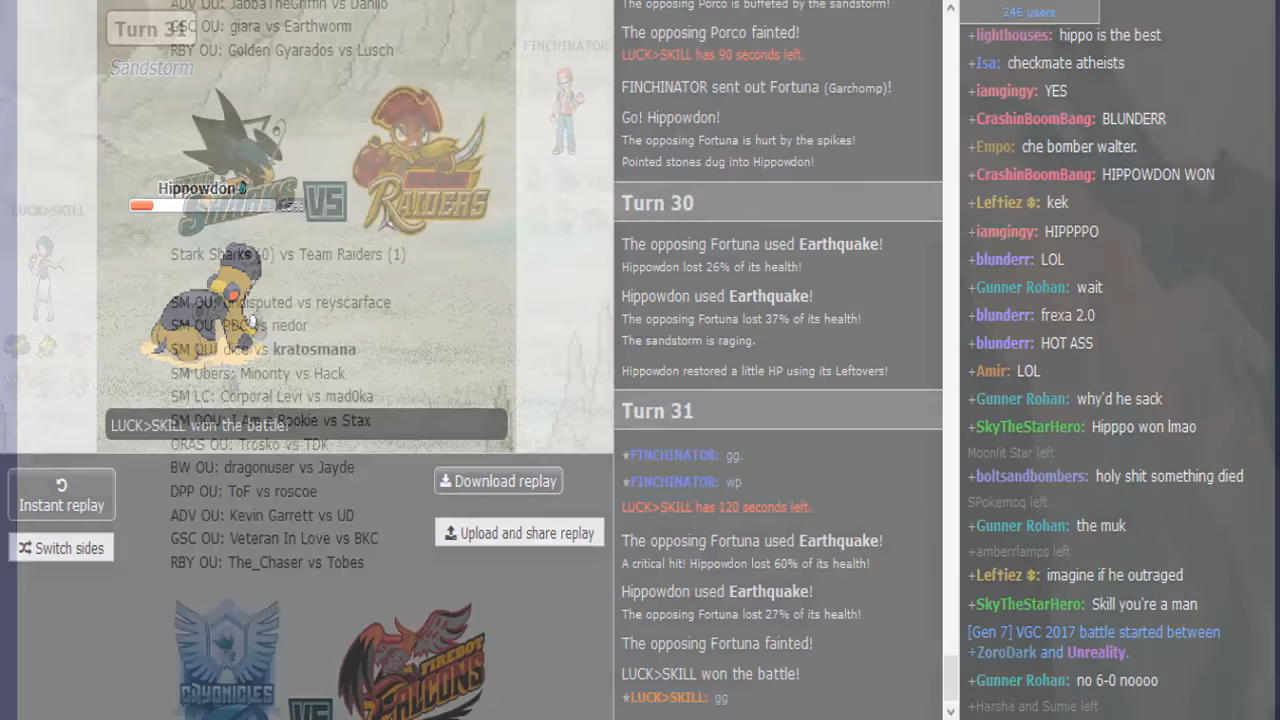 ADV OU: JabbaTheGriffin vs Danilo
GSC OU: giara vs Earthworm
RBY OU: Golden Gyarados vs Lusch
Turn 31
Sandstorm
FINCHINATOR
LUCK>SKILL
Hippowdon
VS
RAIDERS
Stark Sharks (0) vs Team Raiders (1)
SM OU: undisputed vs reyscarface
SM OU: PBC vs nedor
SM OU: dice vs kratosmana
SM Ubers: Minority vs Hack
SM LC: Corporal Levi vs mad0ka
SM DOU: I Am a Rookie vs Stax
LUCK>SKILL won the battle!
ORAS OU: Trosko vs TDK
BW OU: dragonuser vs Jayde
DPP OU: ToF vs roscoe
ADV OU: Kevin Garrett vs UD
GSC OU: Veteran In Love vs BKC
RBY OU: The_Chaser vs Tobes
Instant replay
Switch sides
Download replay
Upload and share replay
CRYONICLES
VS
FIREBOT
FALCONS
The opposing Porco is buffeted by the sandstorm!
The opposing Porco fainted!
LUCK>SKILL has 90 seconds left.
FINCHINATOR sent out Fortuna (Garchomp)!
Go! Hippowdon!
The opposing Fortuna is hurt by the spikes!
Pointed stones dug into Hippowdon!
Turn 30
The opposing Fortuna used Earthquake!
Hippowdon lost 26% of its health!
Hippowdon used Earthquake!
The opposing Fortuna lost 37% of its health!
The sandstorm is raging.
Hippowdon restored a little HP using its Leftovers!
Turn 31
★FINCHINATOR: gg.
★FINCHINATOR: wp
LUCK>SKILL has 120 seconds left.
The opposing Fortuna used Earthquake!
A critical hit! Hippowdon lost 60% of its health!
Hippowdon used Earthquake!
The opposing Fortuna lost 27% of its health!
The opposing Fortuna fainted!
LUCK>SKILL won the battle!
★LUCK>SKILL: gg
246 users
+lighthouses: hippo is the best
+Isa: checkmate atheists
+iamgingy: YES
+CrashinBoomBang: BLUNDERR
+Empo: che bomber walter.
+CrashinBoomBang: HIPPOWDON WON
+Leftiez: kek
+iamgingy: HIPPPPO
+blunderr: LOL
+Gunner Rohan: wait
+blunderr: frexa 2.0
+blunderr: HOT ASS
+Amir: LOL
+Gunner Rohan: why'd he sack
+SkyTheStarHero: Hipppo won lmao
Moonlit Star left
+boltsandbombers: holy shit something died
SPokemoq left
+Gunner Rohan: the muk
+amberrlamps left
+Leftiez: imagine if he outraged
+SkyTheStarHero: Skill you're a man
[Gen 7] VGC 2017 battle started between
+ZoroDark and Unreality.
+Gunner Rohan: no 6-0 noooo
+Harsha and Sumie left